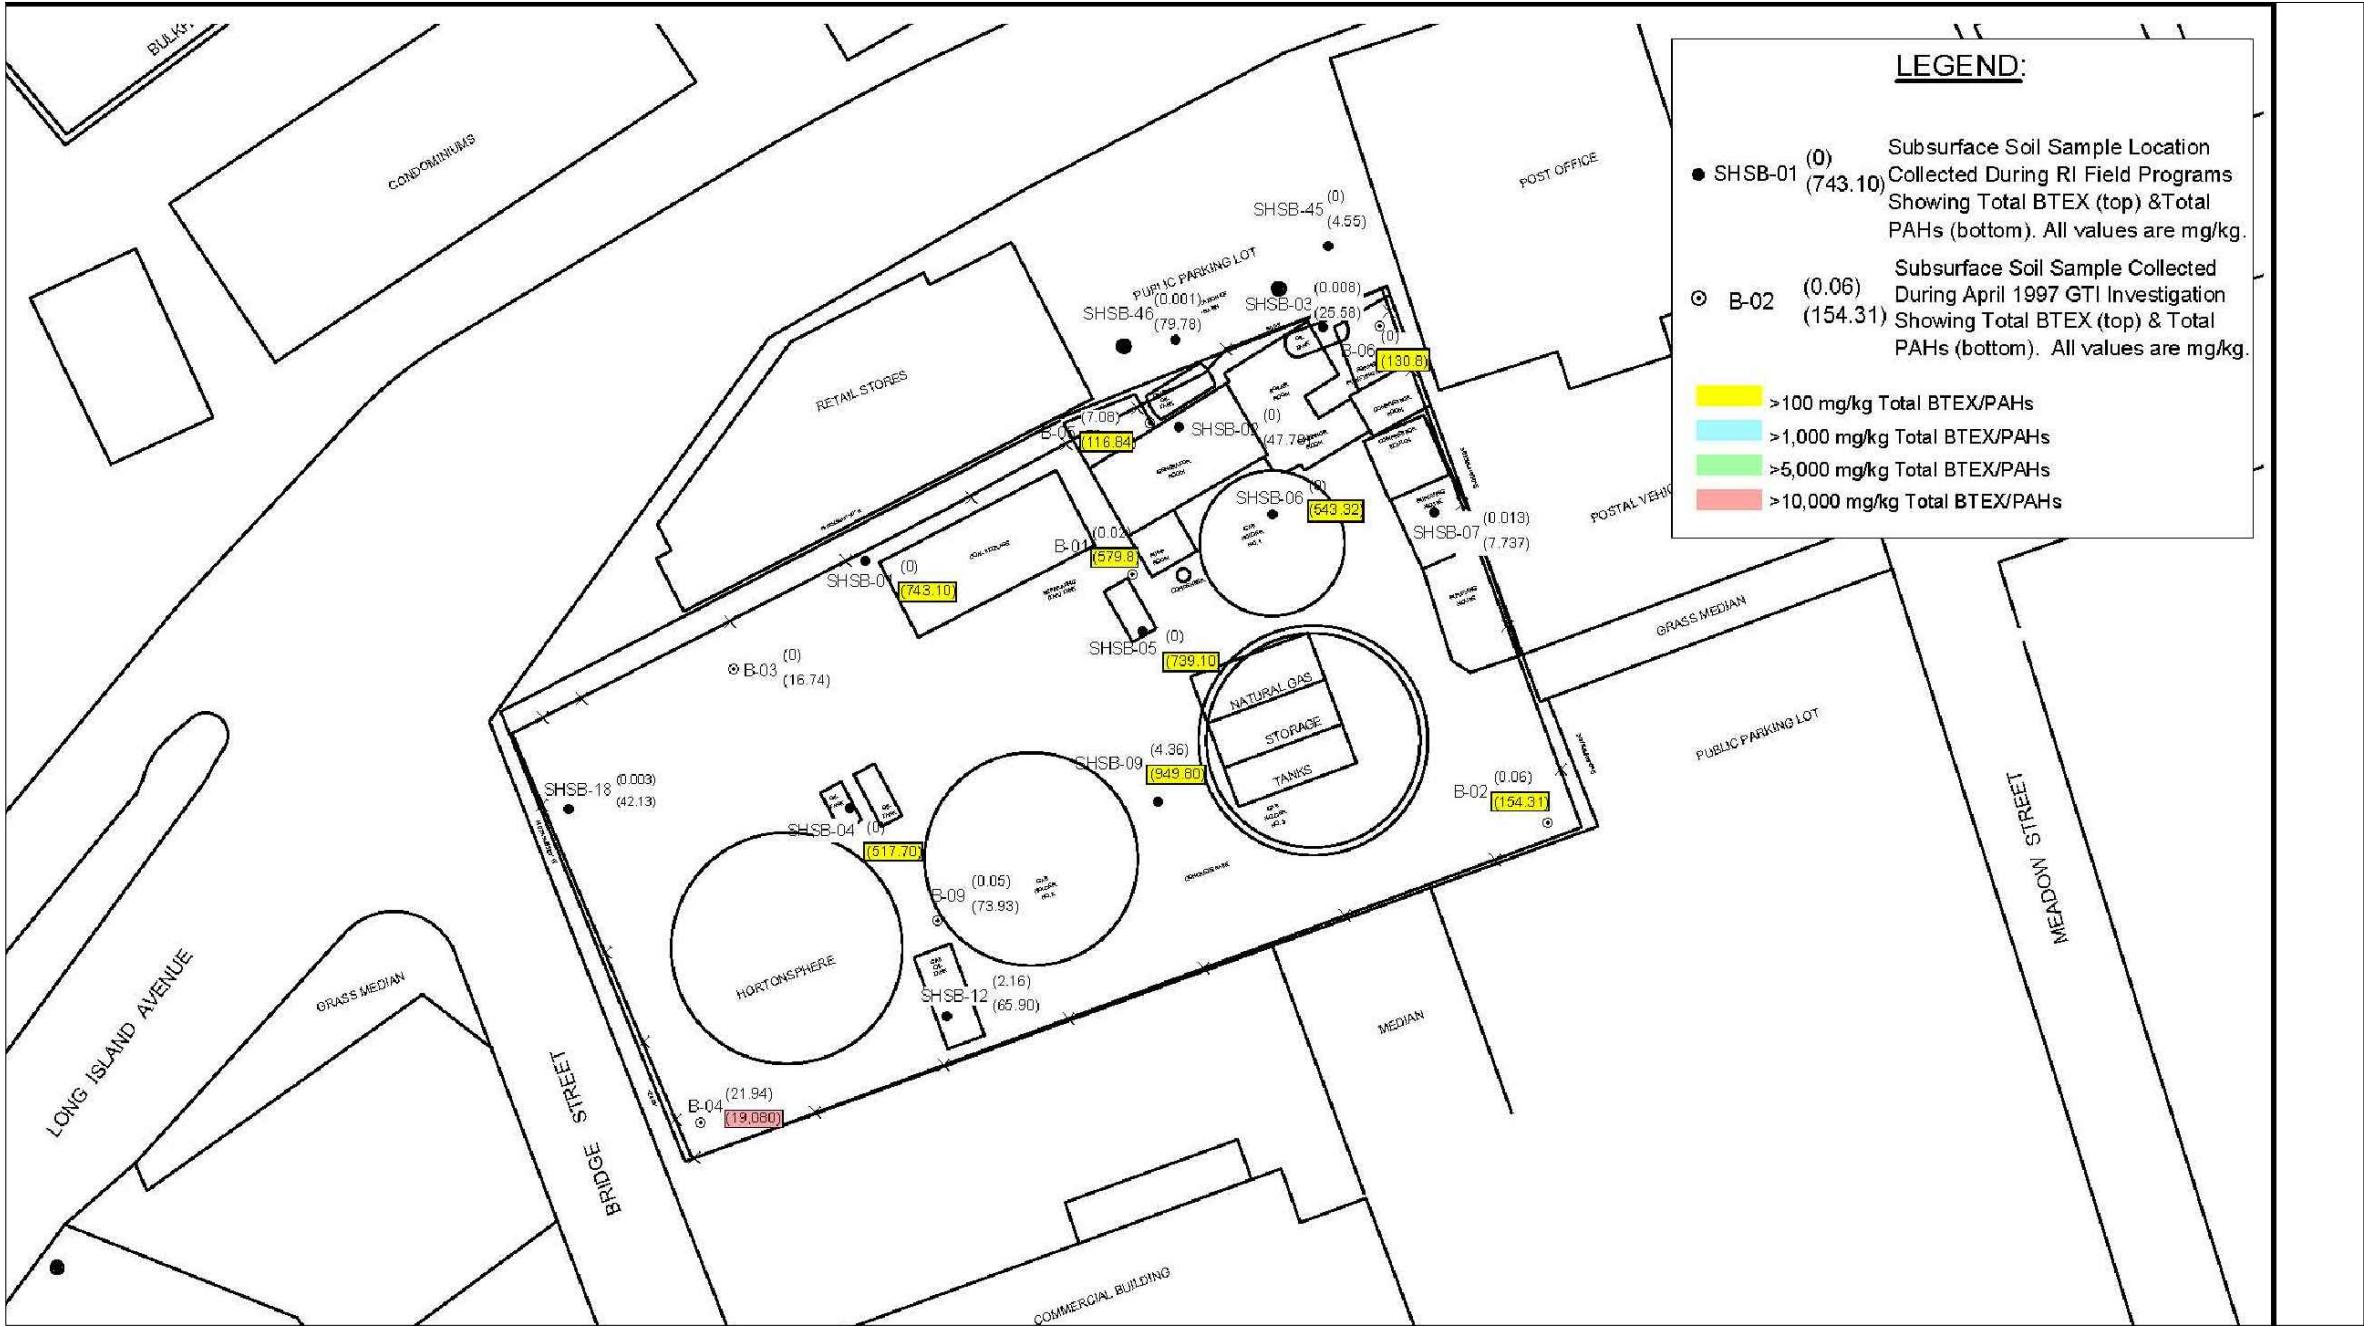 LEGEND:
SHSB-01 (0)
(743.10)
Subsurface Soil Sample Location
Collected During RI Field Programs
Showing Total BTEX (top) &Total
PAHs (bottom). All values are mg/kg.
B-02 (0.06)
(154.31)
Subsurface Soil Sample Collected
During April 1997 GTI Investigation
Showing Total BTEX (top) & Total
PAHs (bottom). All values are mg/kg.
>100 mg/kg Total BTEX/PAHs
>1,000 mg/kg Total BTEX/PAHs
>5,000 mg/kg Total BTEX/PAHs
>10,000 mg/kg Total BTEX/PAHs
CONDOMINIUMS
POST OFFICE
SHSB-45 (0)
(4.55)
PUBLIC PARKING LOT
SHSB-46 (0.001)
(79.78)
SHSB-03 (0.008)
(25.58)
B-06 (0)
(130.8)
RETAIL STORES
B-05 (7.08)
(116.84)
SHSB-02 (0)
SHSB-06 (0)
(543.32)
SHSB-07 (0.013)
(7.737)
B-01 (0.02)
(579.8)
SHSB-01 (0)
(743.10)
SHSB-05 (0)
(739.10)
B-03 (0)
(16.74)
NATURAL GAS
STORAGE
TANKS
GRASS MEDIAN
PUBLIC PARKING LOT
SHSB-09 (4.36)
(949.80)
B-02 (0.06)
(154.31)
SHSB-18 (0.003)
(42.13)
SHSB-04 (0)
(517.70)
B-09 (0.05)
(73.93)
HORTONSPHERE
SHSB-12 (2.16)
(65.90)
B-04 (21.94)
(19,080)
GRASS MEDIAN
LONG ISLAND AVENUE
BRIDGE STREET
MEDIAN
MEADOW STREET
COMMERCIAL BUILDING